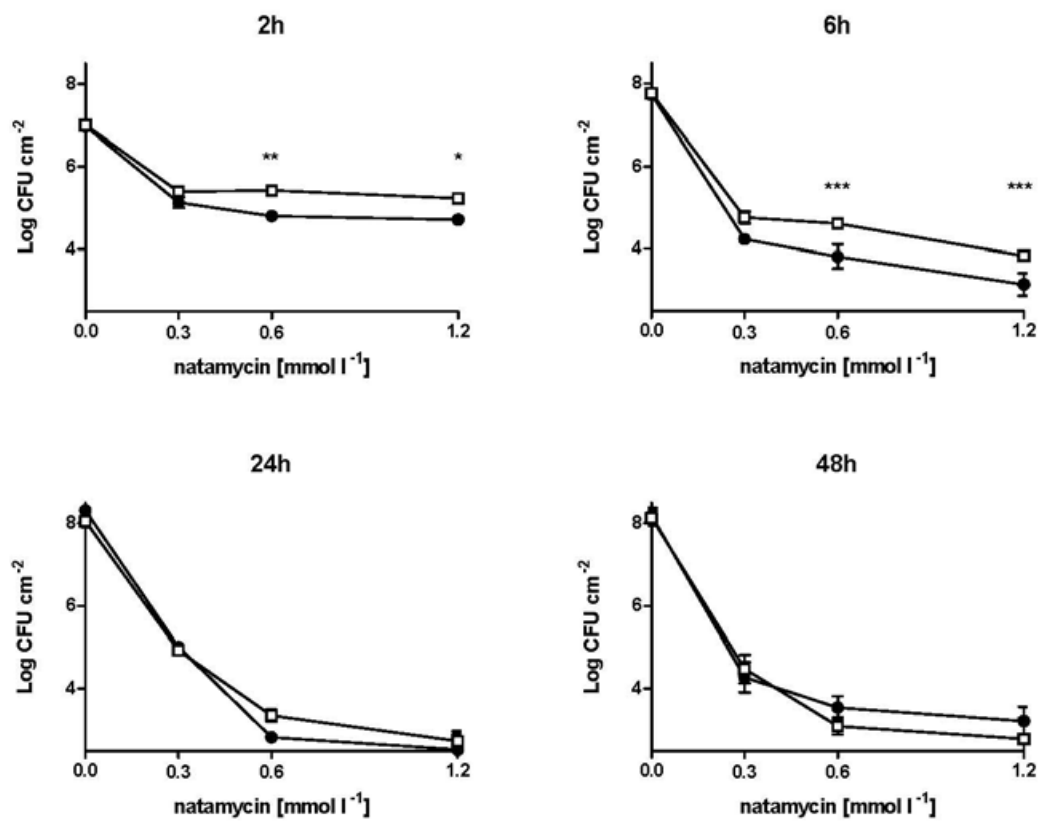 2h
8
6
4
Log CFU cm-2
** *
0.0 0.3 0.6 1.2
natamycin [mmol l-1]
6h
8
6
4
Log CFU cm-2
*** ***
0.0 0.3 0.6 1.2
natamycin [mmol l-1]
24h
8
6
4
Log CFU cm-2
0.0 0.3 0.6 1.2
natamycin [mmol l-1]
48h
8
6
4
Log CFU cm-2
0.0 0.3 0.6 1.2
natamycin [mmol l-1]